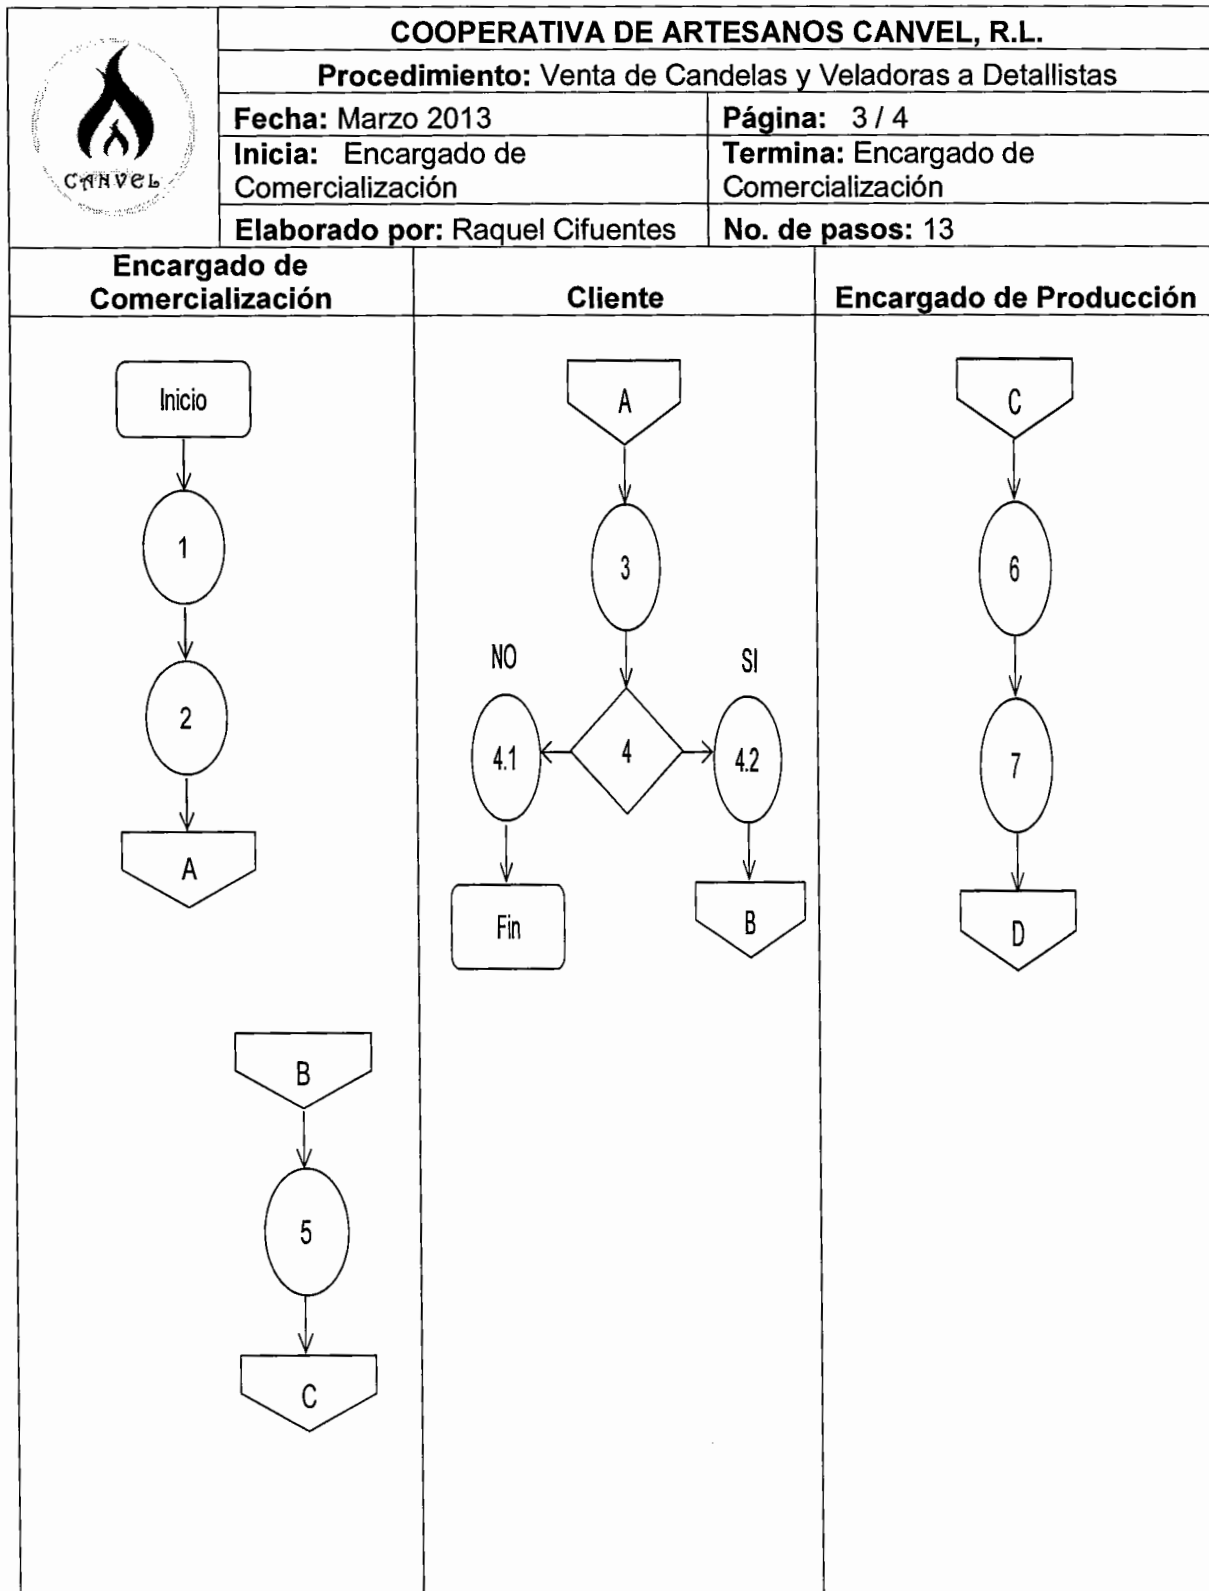 CANVEL
COOPERATIVA DE ARTESANOS CANVEL, R.L.
Procedimiento: Venta de Candelas y Veladoras a Detallistas
Fecha: Marzo 2013
Página: 3 / 4
Inicia: Encargado de
Comercialización
Termina: Encargado de
Comercialización
Elaborado por: Raquel Cifuentes
No. de pasos: 13
Encargado de
Comercialización
Cliente
Encargado de Producción
Inicio
1
2
A
B
5
C
A
3
NO
SI
4.1
4
4.2
Fin
B
C
6
7
D